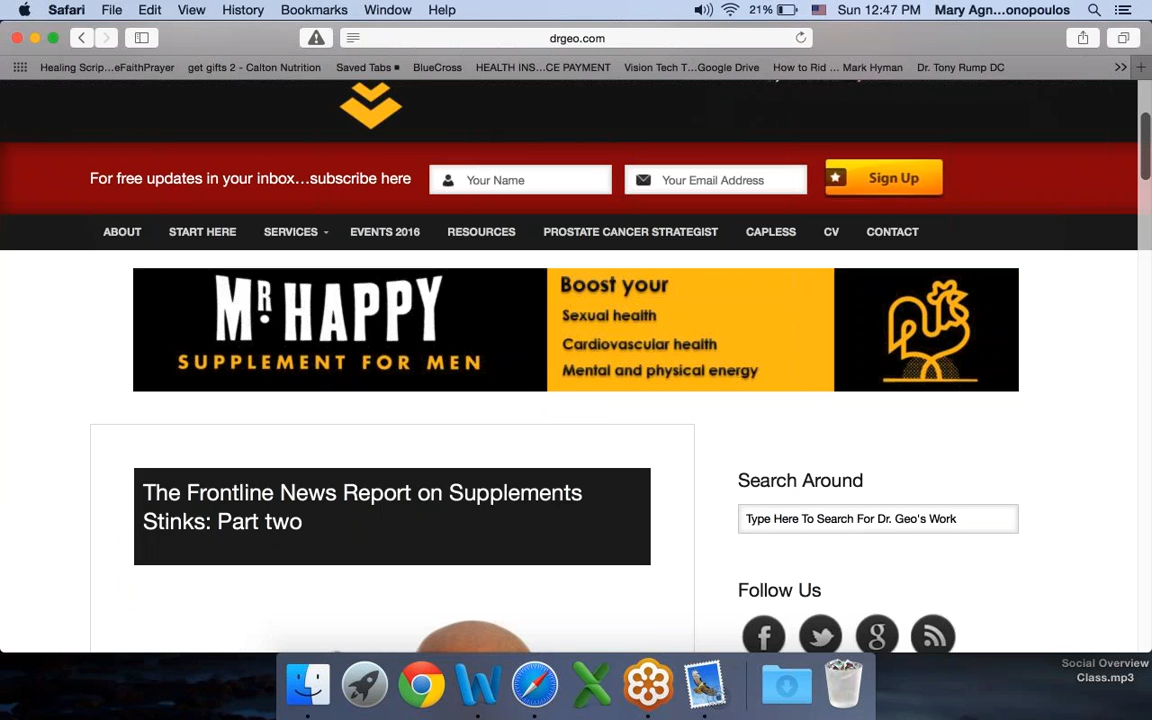 Safari File Edit View History Bookmarks Window Help 21% Sun 12:47 PM Mary Agn...onopoulos
drgeo.com
Healing Scrip...eFaithPrayer get gifts 2 - Calton Nutrition Saved Tabs BlueCross HEALTH INS...CE PAYMENT Vision Tech T...Google Drive How to Rid ... Mark Hyman Dr. Tony Rump DC >>
For free updates in your inbox...subscribe here Your Name Your Email Address Sign Up
ABOUT START HERE SERVICES EVENTS 2016 RESOURCES PROSTATE CANCER STRATEGIST CAPLESS CV CONTACT
MR. HAPPY
SUPPLEMENT FOR MEN
Boost your
Sexual health
Cardiovascular health
Mental and physical energy
The Frontline News Report on Supplements
Stinks: Part two
Search Around
Type Here To Search For Dr. Geo's Work
Follow Us
Social Overview
Class.mp3